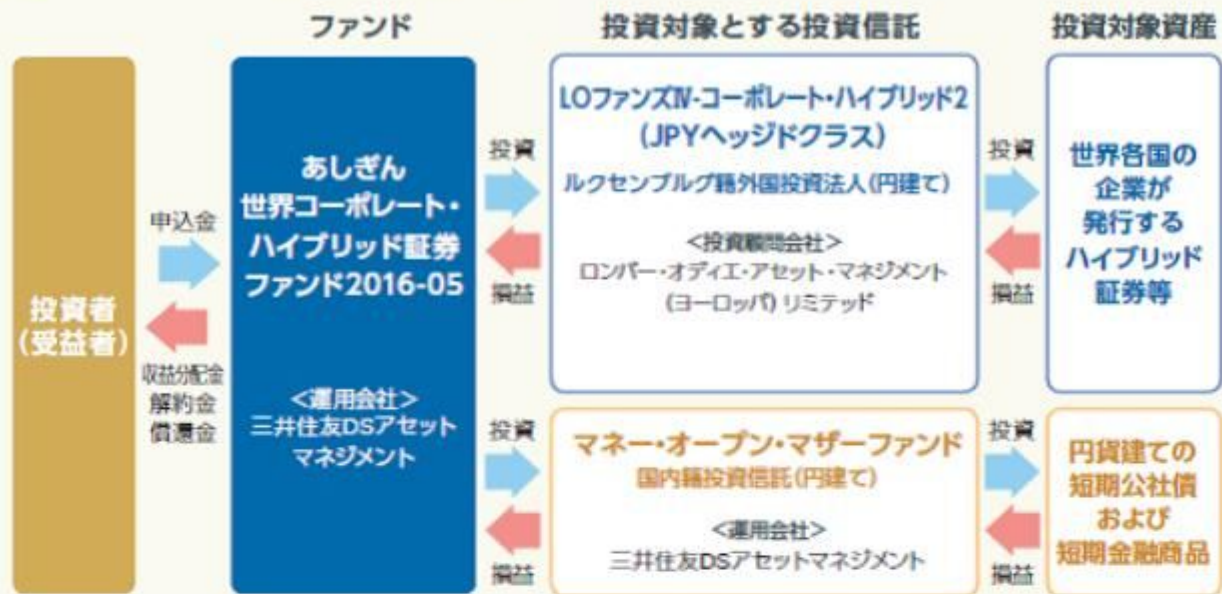 ファンド
投資対象とする投資信託
投資対象資産
投資者
(受益者)
申込金
収益分配金
解約金
償還金
あしぎん
世界コーポレート・
ハイブリッド証券
ファンド2016-05
<運用会社>
三井住友DSアセット
マネジメント
投資
損益
LOファンズⅣ-コーポレート・ハイブリッド2
(JPYヘッジドクラス)
ルクセンブルグ籍外国投資法人(円建て)
<投資顧問会社>
ロンバー・オディエ・アセット・マネジメント
(ヨーロッパ)リミテッド
投資
損益
世界各国の
企業が
発行する
ハイブリッド
証券等
投資
損益
マネー・オープン・マザーファンド
国内籍投資信託(円建て)
<運用会社>
三井住友DSアセットマネジメント
投資
損益
円貨建ての
短期公社債
および
短期金融商品